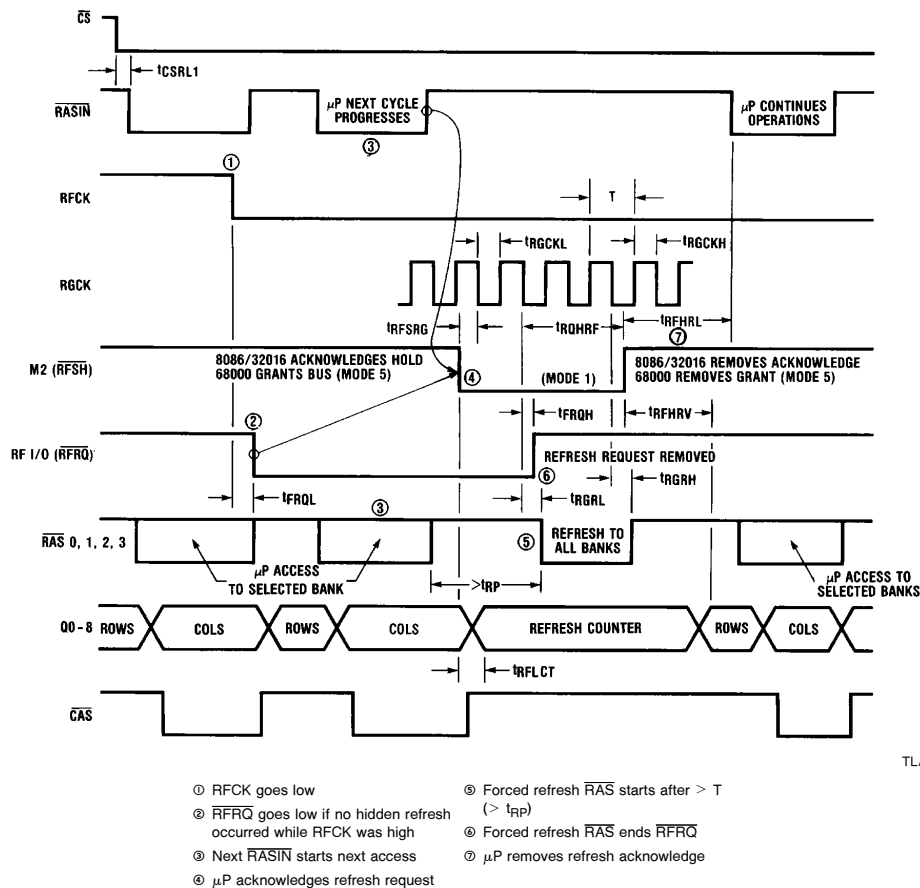 CS
tCSRL1
RASIN
μP NEXT CYCLE
PROGRESSES
μP CONTINUES
OPERATIONS
③
①
RFCK
T
tRGCKL
tRGCKH
RGCK
tRFSRG
tRQHRF
tRFHRL
⑦
M2 (RFSH)
8086/32016 ACKNOWLEDGES HOLD
68000 GRANTS BUS (MODE 5)
④
(MODE 1)
8086/32016 REMOVES ACKNOWLEDGE
68000 REMOVES GRANT (MODE 5)
②
tFRQH
tRFHRV
RF I/O (RFRQ)
REFRESH REQUEST REMOVED
⑥
tFRQL
③
tRGRL
tRGRH
RAS 0, 1, 2, 3
⑤
REFRESH TO
ALL BANKS
μP ACCESS
TO SELECTED BANK
>tRP
μP ACCESS TO
SELECTED BANKS
Q0-8 ROWS COLS ROWS COLS REFRESH COUNTER ROWS COLS
tRFLCT
CAS
TL
① RFCK goes low
② RFRQ goes low if no hidden refresh
occurred while RFCK was high
③ Next RASIN starts next access
④ μP acknowledges refresh request
⑤ Forced refresh RAS starts after > T
(> tRP)
⑥ Forced refresh RAS ends RFRQ
⑦ μP removes refresh acknowledge